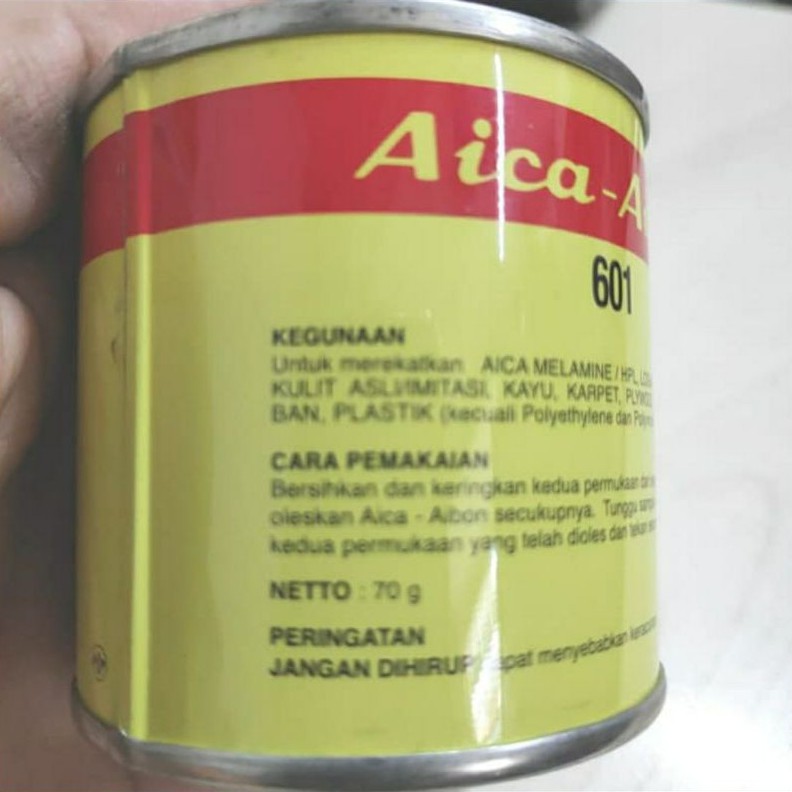 Aica-A
601
KEGUNAAN
Untuk merekatkan AICA MELAMINE / HPL,
KULIT ASLI/IMITASI, KAYU, KARPET,
BAN, PLASTIK (kecuali Polyethylene dan
CARA PEMAKAIAN
Bersihkan dan keringkan kedua permukaan
oleskan Aica - Aibon secukupnya. Tunggu
kedua permukaan yang telah dioles dan tekan
NETTO : 70 g
PERINGATAN
JANGAN DIHIRUP, dapat menyebabkan